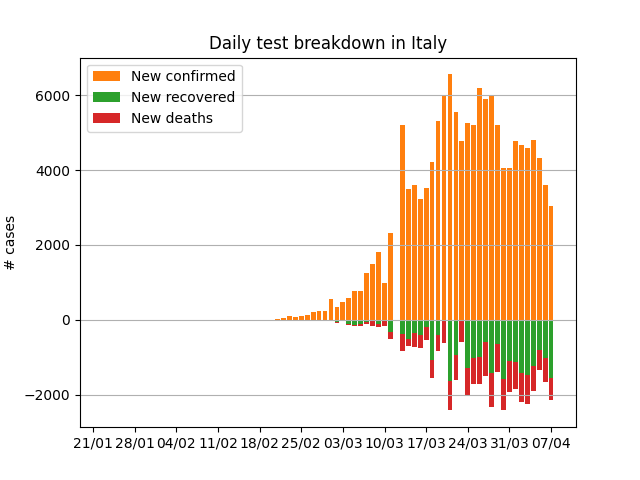 Daily test breakdown in Italy
New confirmed
New recovered
New deaths
# cases
6000
4000
2000
0
−2000
21/01 28/01 04/02 11/02 18/02 25/02 03/03 10/03 17/03 24/03 31/03 07/04